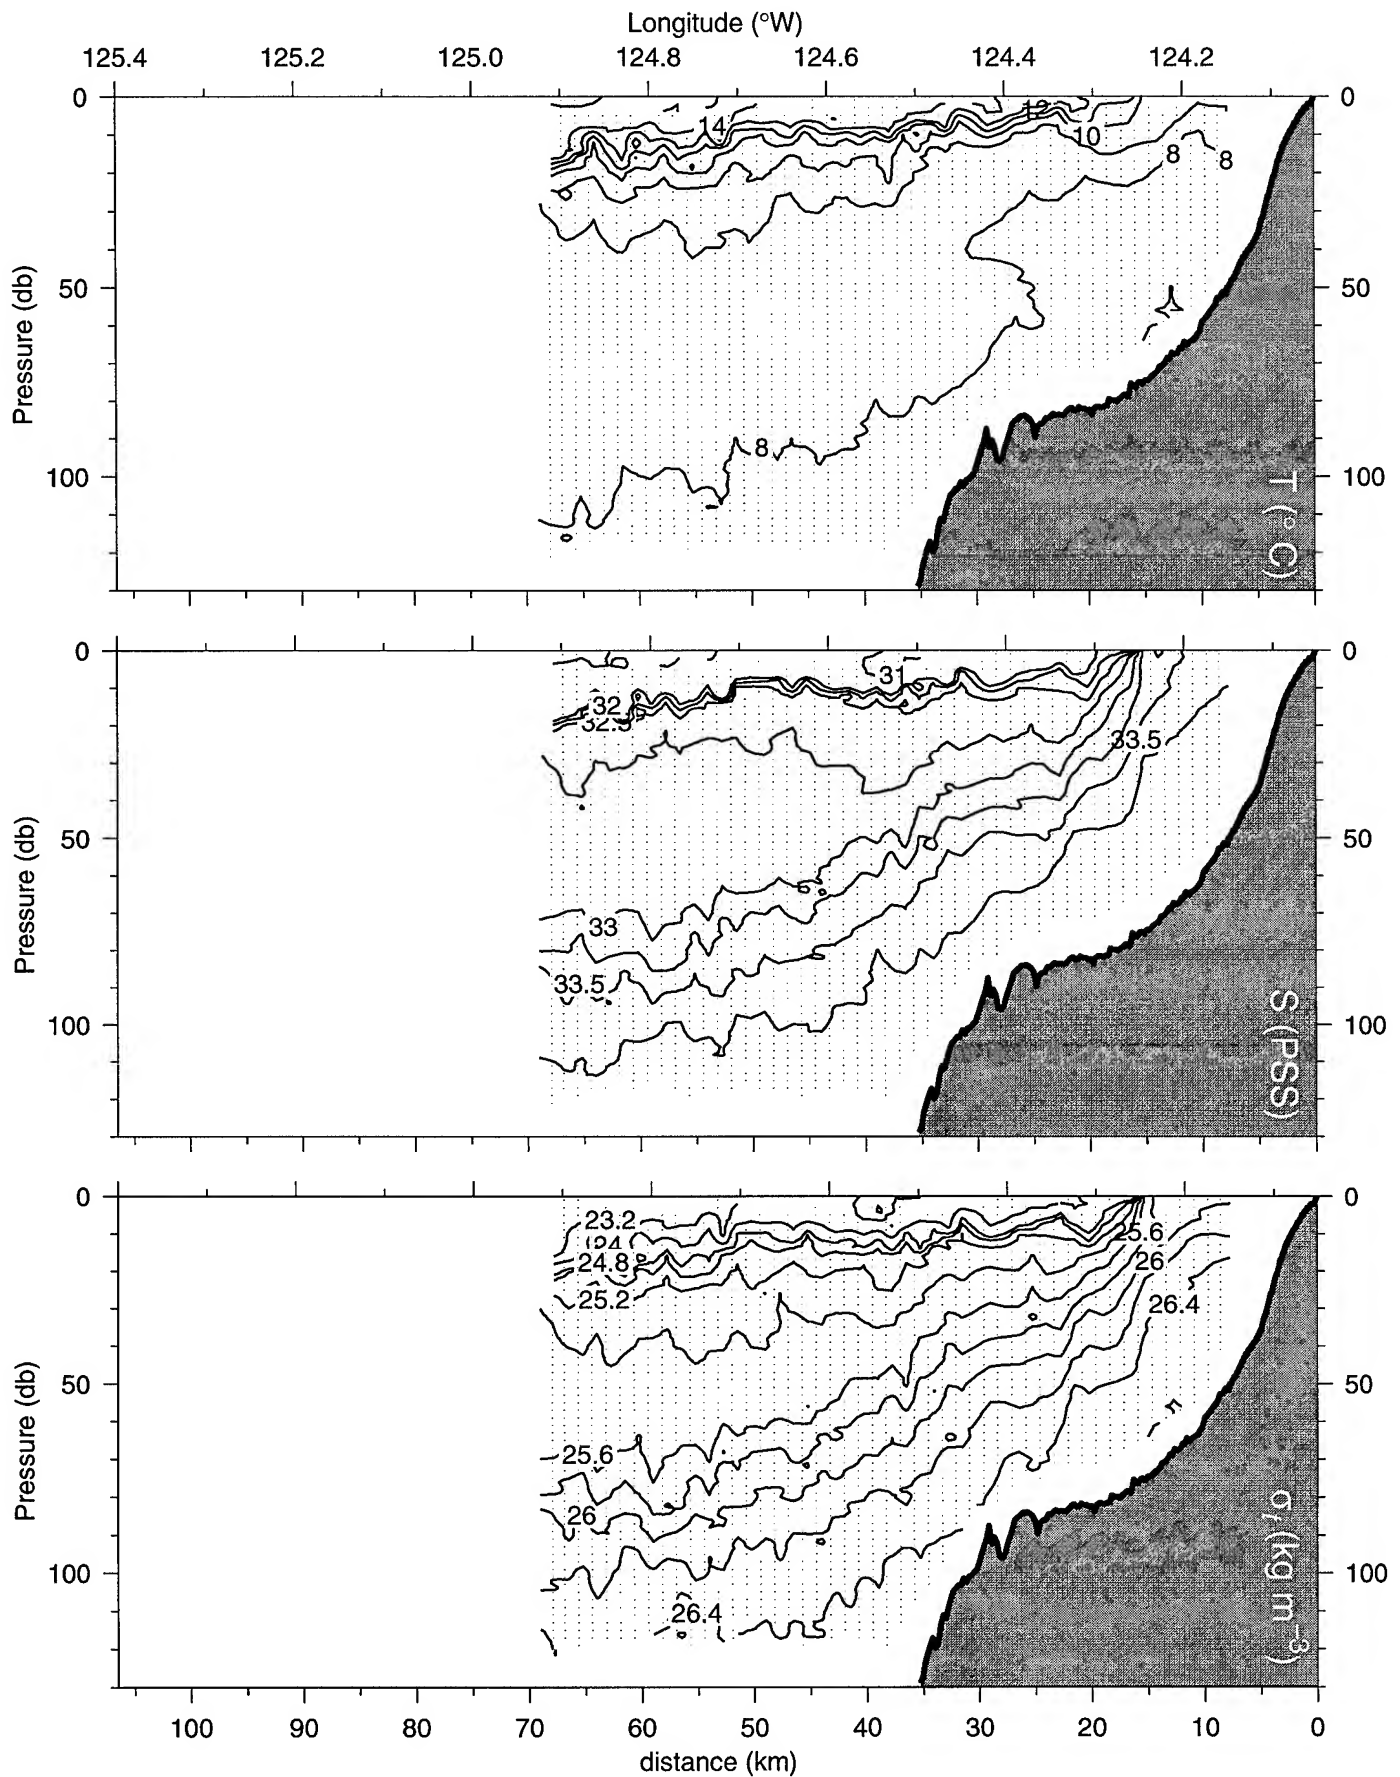 Longitude (°W)
125.4 125.2 125.0 124.8 124.6 124.4 124.2
0 0
14 12 10 8 8
50 50
Pressure (db)
8
100 100
T (° C)
0 0
31
32
32.5
33.5
50 50
Pressure (db)
33
33.5
100 100
S (PSS)
0 0
23.2 25.6
24
24.8 26
25.2 26.4
50 50
Pressure (db)
25.6
26
100 100
26.4
σt (kg m⁻³)
100 90 80 70 60 50 40 30 20 10 0
distance (km)